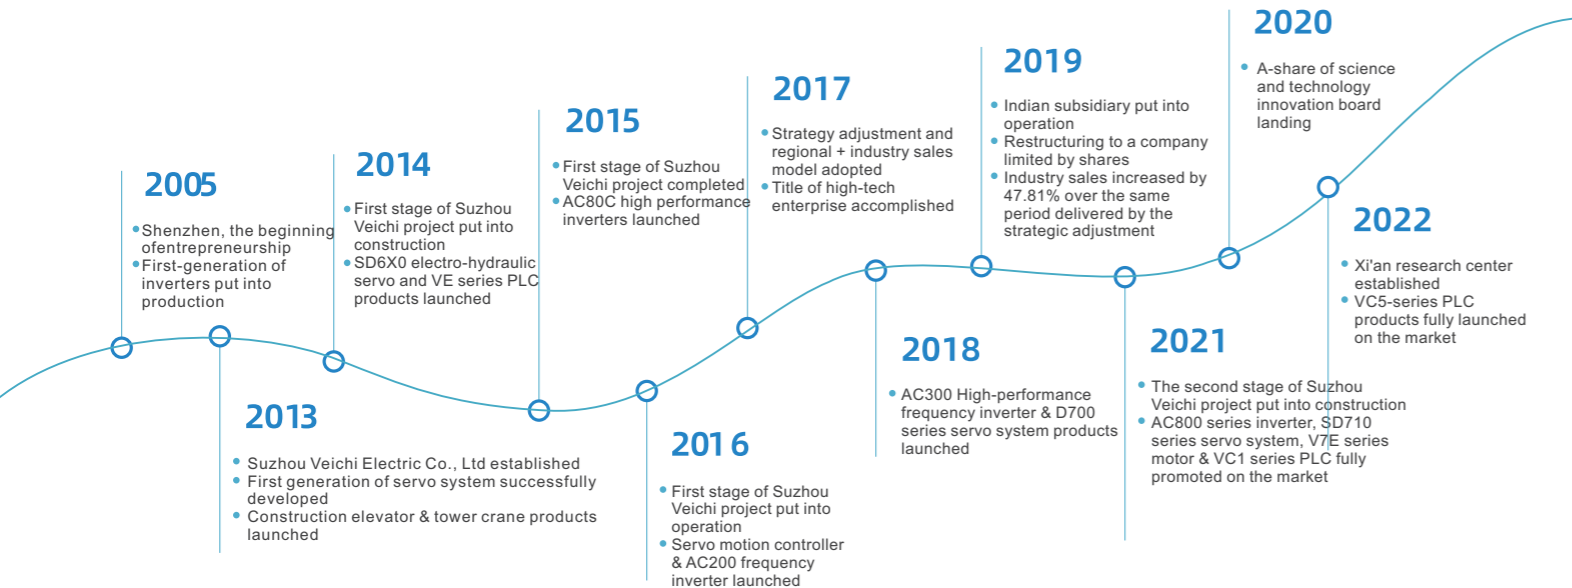 2005
Shenzhen, the beginning
ofentrepreneurship
First-generation of
inverters put into
production
2013
Suzhou Veichi Electric Co., Ltd established
First generation of servo system successfully
developed
Construction elevator & tower crane products
launched
2014
First stage of Suzhou
Veichi project put into
construction
SD6X0 electro-hydraulic
servo and VE series PLC
products launched
2015
First stage of Suzhou
Veichi project completed
AC80C high performance
inverters launched
2016
First stage of Suzhou
Veichi project put into
operation
Servo motion controller
& AC200 frequency
inverter launched
2017
Strategy adjustment and
regional + industry sales
model adopted
Title of high-tech
enterprise accomplished
2018
AC300 High-performance
frequency inverter & D700
series servo system products
launched
2019
Indian subsidiary put into
operation
Restructuring to a company
limited by shares
Industry sales increased by
47.81% over the same
period delivered by the
strategic adjustment
2020
A-share of science
and technology
innovation board
landing
2021
The second stage of Suzhou
Veichi project put into construction
AC800 series inverter, SD710
series servo system, V7E series
motor & VC1 series PLC fully
promoted on the market
2022
Xi'an research center
established
VC5-series PLC
products fully launched
on the market